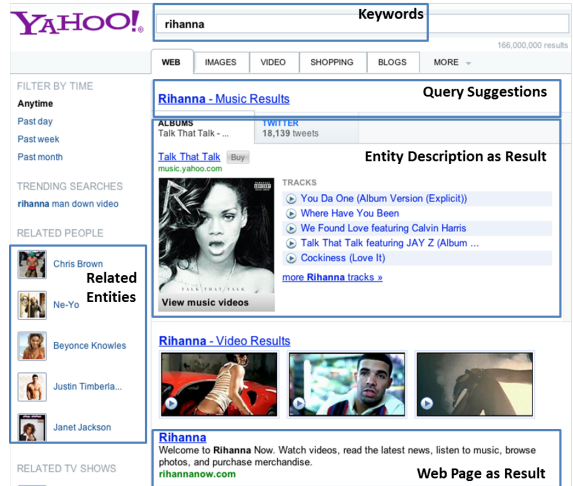 YAHOO!®
rihanna
Keywords
166,000,000 results
WEB
IMAGES
VIDEO
SHOPPING
BLOGS
MORE
FILTER BY TIME
Anytime
Past day
Past week
Past month
TRENDING SEARCHES
rihanna man down video
RELATED PEOPLE
Chris Brown
Ne-Yo
Beyonce Knowles
Justin Timberla...
Janet Jackson
Related
Entities
RELATED TV SHOWS
Rihanna - Music Results
Query Suggestions
ALBUMS
Talk That Talk - ...
TWITTER
18,139 tweets
Entity Description as Result
Talk That Talk
Buy
music.yahoo.com
R
TALK THAT TALK
View music videos
TRACKS
You Da One (Album Version (Explicit))
Where Have You Been
We Found Love featuring Calvin Harris
Talk That Talk featuring JAY Z (Album ...
Cockiness (Love It)
more Rihanna tracks »
Rihanna - Video Results
Rihanna
Welcome to Rihanna Now. Watch videos, read the latest news, listen to music, browse
photos, and purchase merchandise.
rihannanow.com
Web Page as Result